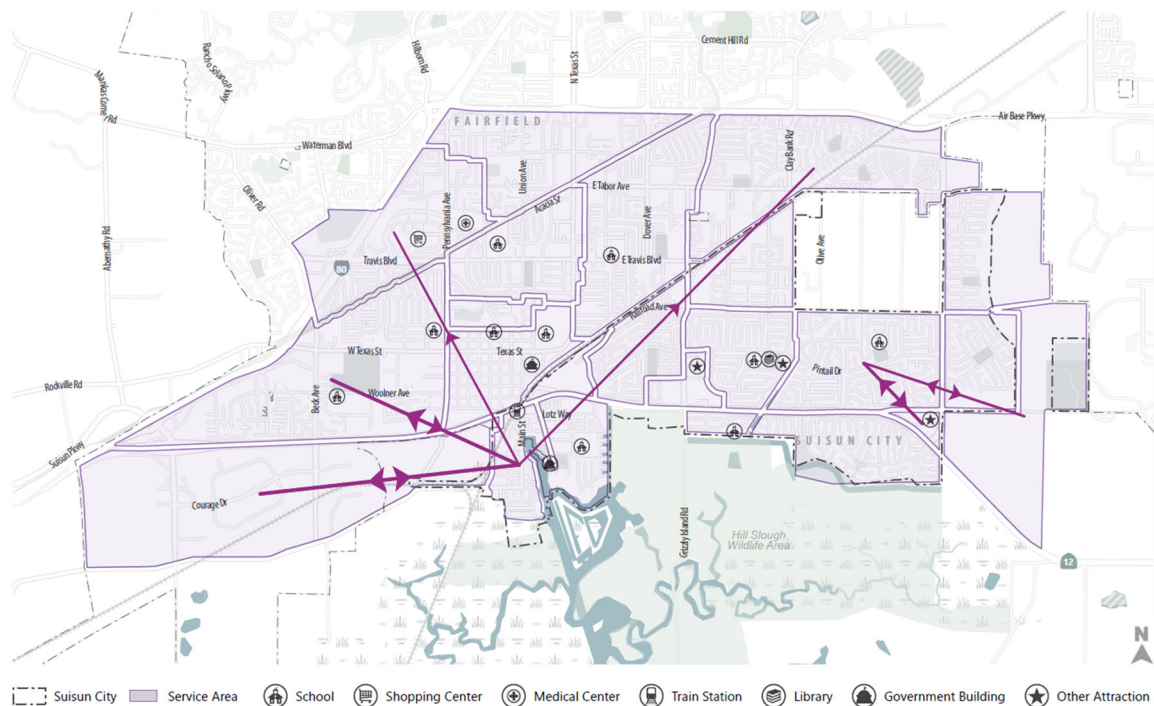 Cement Hill Rd
N Texas St
Hilborn Rd
Rancho Solano Pkwy
Mankas Corner Rd
Air Base Pkwy
FAIRFIELD
Waterman Blvd
Clay Bank Rd
Union Ave
E Tabor Ave
Oliver Rd
Acacia St
Pennsylvania Ave
Dover Ave
Abernathy Rd
Olive Ave
Travis Blvd
E Travis Blvd
80
Railroad Ave
W Texas St
Texas St
Pintail Dr
Rockville Rd
Beck Ave
Woolner Ave
Lotz Way
Main St
SUISUN CITY
Suisun Pkwy
Courage Dr
Grizzly Island Rd
Hill Slough
Wildlife Area
12
N
Suisun City
Service Area
School
Shopping Center
Medical Center
Train Station
Library
Government Building
Other Attraction